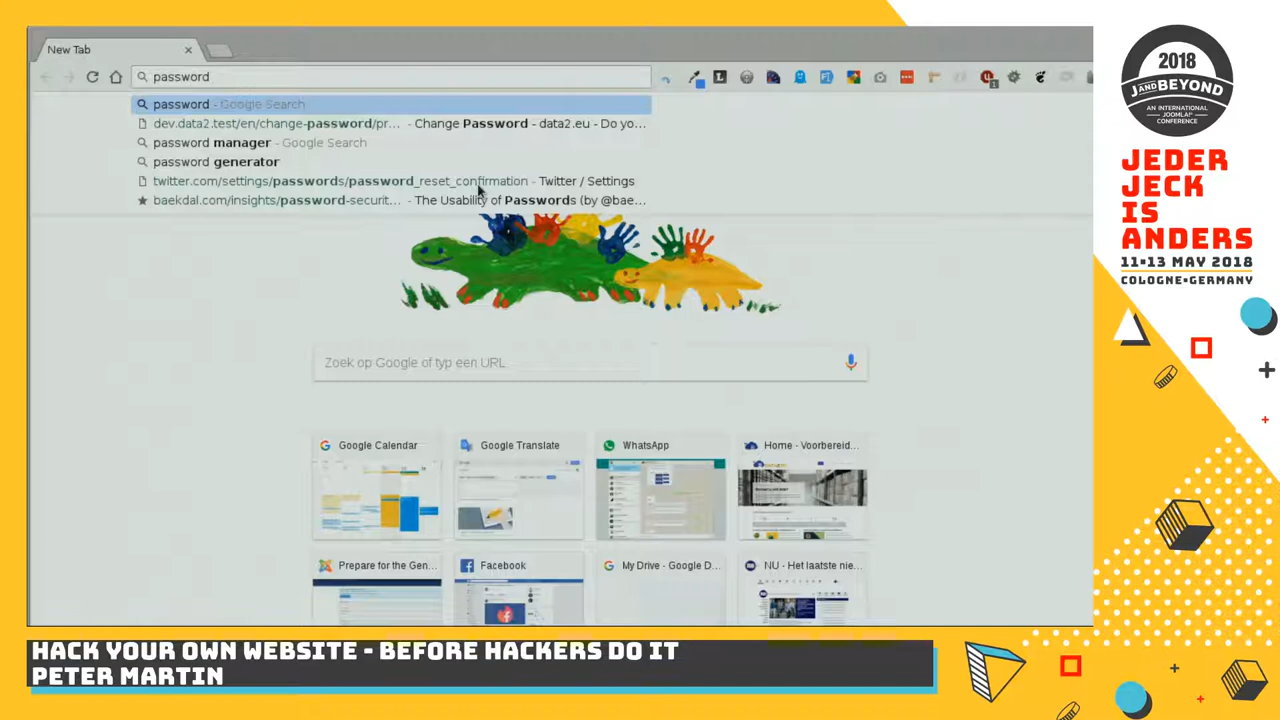 New Tab
password
password - Google Search
dev.data2.test/en/change-password/pr... - Change Password - data2.eu - Do yo...
password manager - Google Search
password generator
twitter.com/settings/passwords/password_reset_confirmation - Twitter / Settings
baekdal.com/insights/password-securit... - The Usability of Passwords (by @bae...
Zoek op Google of typ een URL
Google Calendar
Google Translate
WhatsApp
Home - Voorbereid...
Prepare for the Gen...
Facebook
My Drive - Google D...
NU - Het laatste nie...
2018
JANDBEYOND
AN INTERNATIONAL
JOOMLA!
CONFERENCE
JEDER
JECK
IS
ANDERS
11-13 MAY 2018
COLOGNE•GERMANY
HACK YOUR OWN WEBSITE - BEFORE HACKERS DO IT
PETER MARTIN